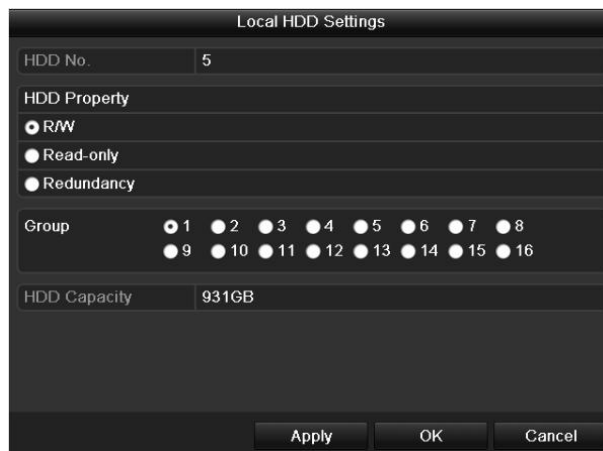 Local HDD Settings
HDD No. 5
HDD Property
R/W
Read-only
Redundancy
Group 1 2 3 4 5 6 7 8
9 10 11 12 13 14 15 16
HDD Capacity 931GB
Apply OK Cancel